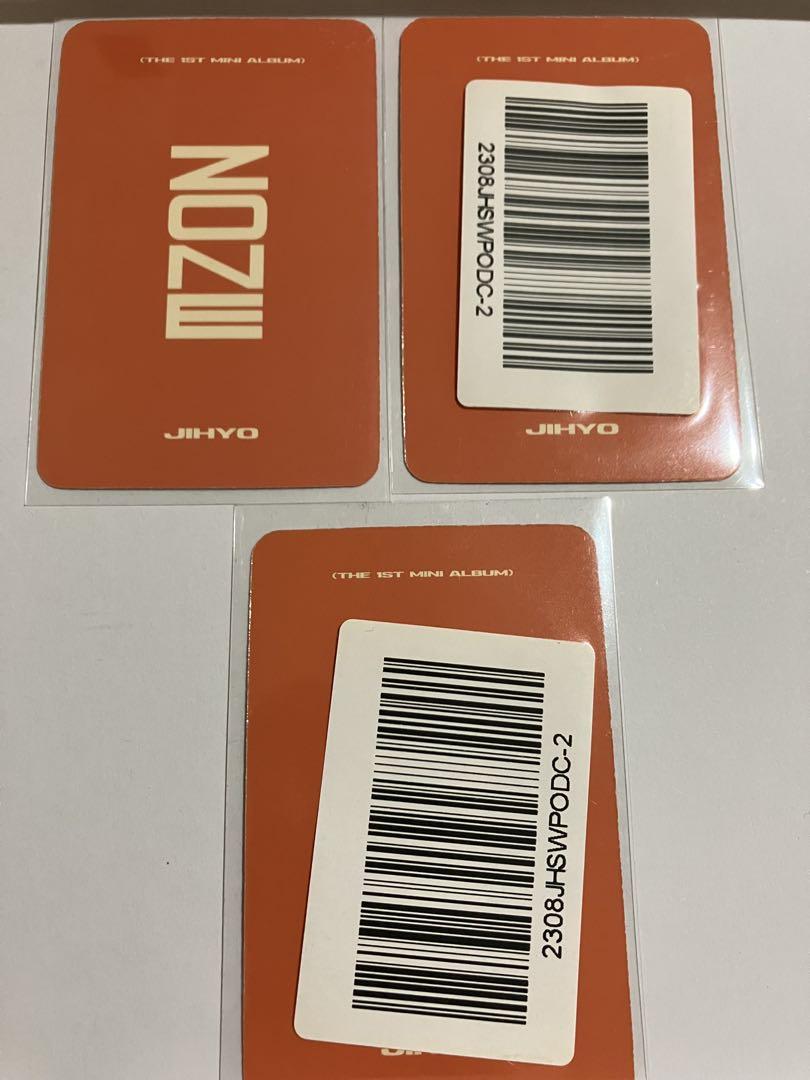 (THE 1ST MINI ALBUM)
ZONE
JIHYO
(THE 1ST MINI ALBUM)
2308JHSWPODC-2
JIHYO
(THE 1ST MINI ALBUM)
2308JHSWPODC-2